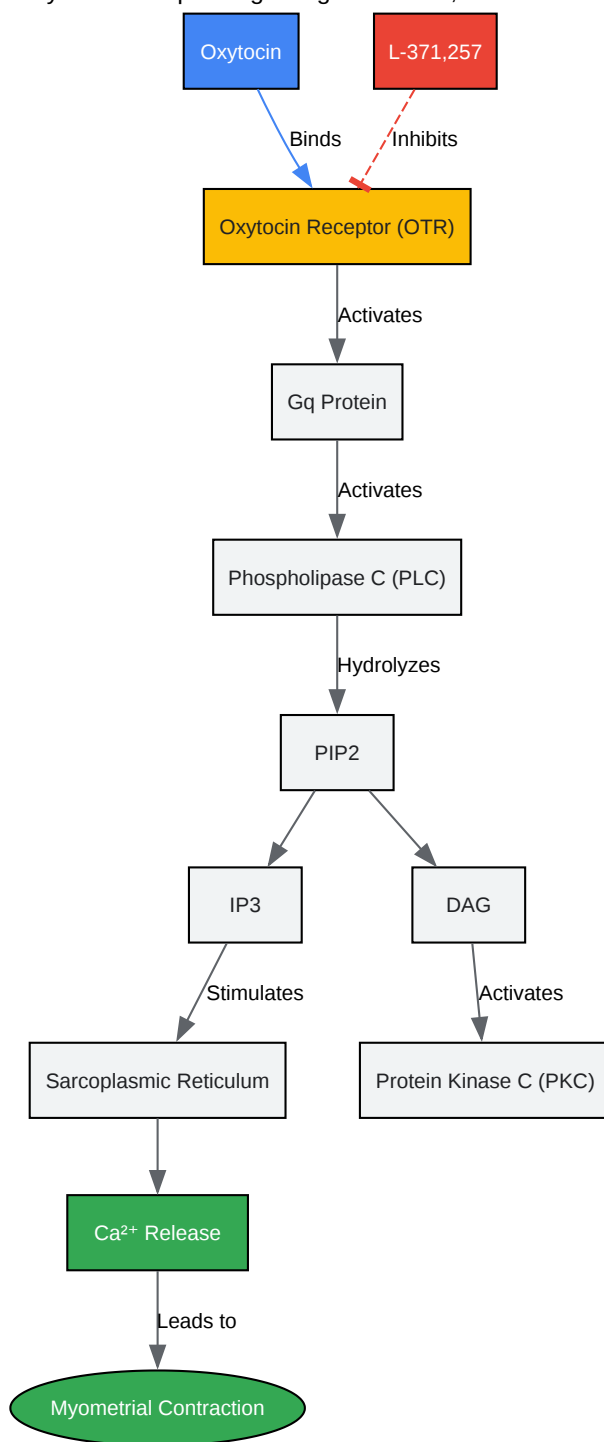 Oxytocin
L-371,257
Binds
Inhibits
Oxytocin Receptor (OTR)
Activates
Gq Protein
Activates
Phospholipase C (PLC)
Hydrolyzes
PIP2
IP3
DAG
Stimulates
Activates
Sarcoplasmic Reticulum
Protein Kinase C (PKC)
Ca²⁺ Release
Leads to
Myometrial Contraction